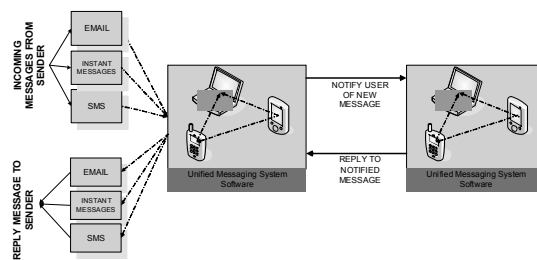 INCOMING
MESSAGES FROM
SENDER
EMAIL
INSTANT
MESSAGES
SMS
NOTIFY USER
OF NEW
MESSAGE
REPLY TO
NOTIFIED
MESSAGE
Unified Messaging System
Software
Unified Messaging System
Software
REPLY MESSAGE TO
SENDER
EMAIL
INSTANT
MESSAGES
SMS